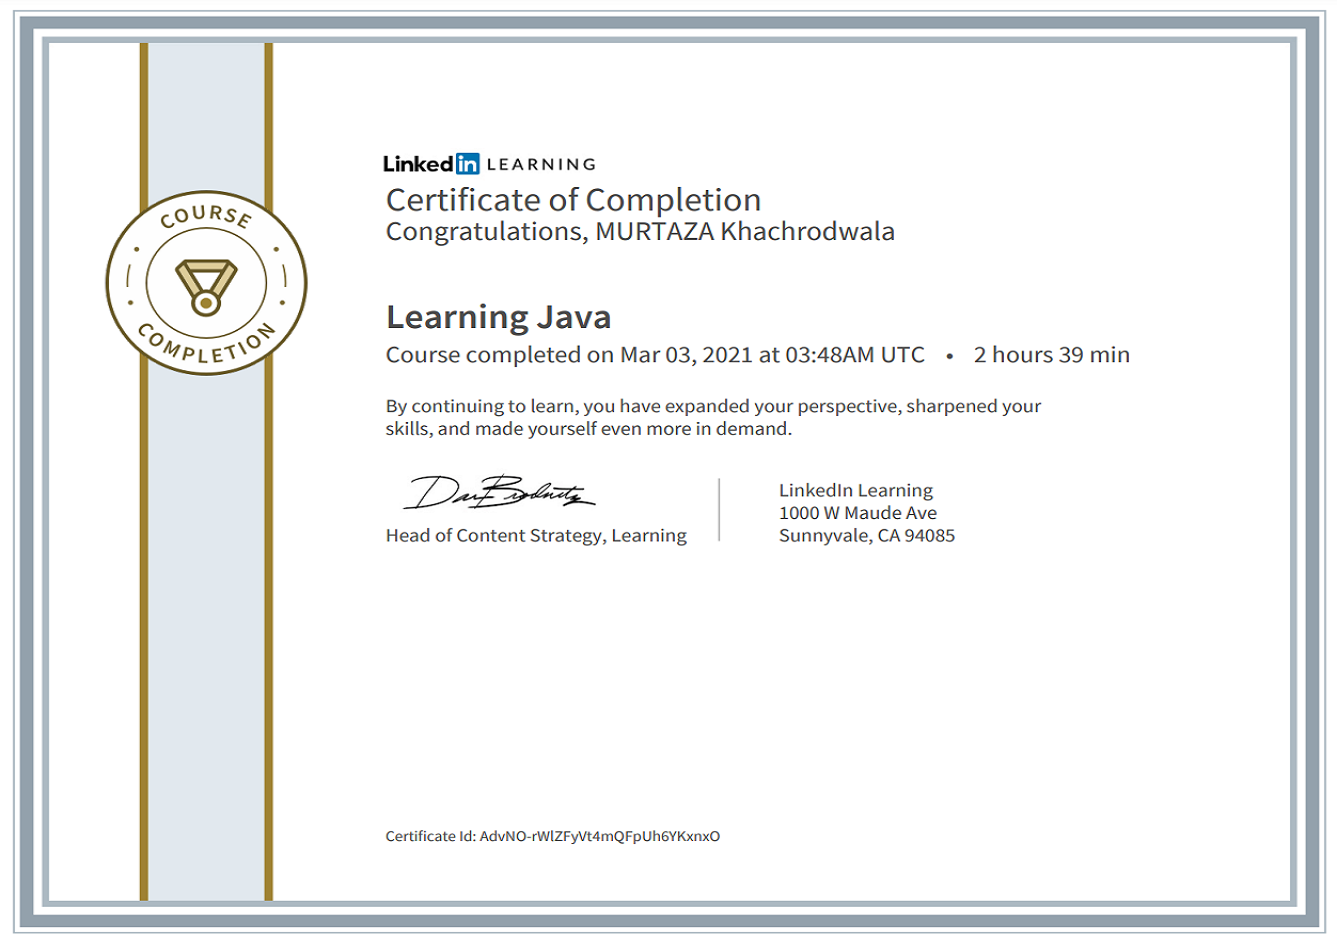 COURSE
COMPLETION
Linked in LEARNING
Certificate of Completion
Congratulations, MURTAZA Khachrodwala
Learning Java
Course completed on Mar 03, 2021 at 03:48AM UTC • 2 hours 39 min
By continuing to learn, you have expanded your perspective, sharpened your
skills, and made yourself even more in demand.
Head of Content Strategy, Learning
LinkedIn Learning
1000 W Maude Ave
Sunnyvale, CA 94085
Certificate Id: AdvNO-rWlZFyVt4mQFpUh6YKxnxO